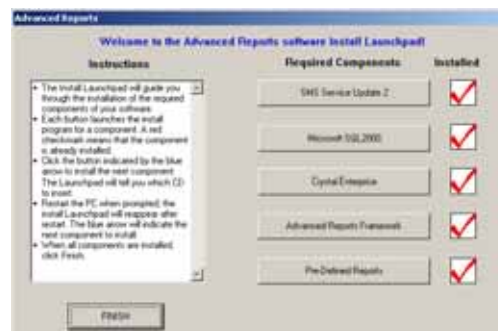 Advanced Reports
Welcome to the Advanced Reports software Install Launchpad!
Instructions
• The Install Launchpad will guide you
through the installation of the required
components of your software.
• Each button launches the install
program for a component. A red
checkmark means that the component
is already installed.
• Click the button indicated by the blue
arrow to install the next component.
The Launchpad will tell you which CD
to insert.
• Restart the PC when prompted; the
Install Launchpad will reappear after
restart. The blue arrow will indicate the
next component to install.
• When all components are installed,
click Finish.
FINISH
Required Components
Installed
SMS Service Update 2
Microsoft SQL2000
Crystal Enterprise
Advanced Reports Framework
Pre-Defined Reports